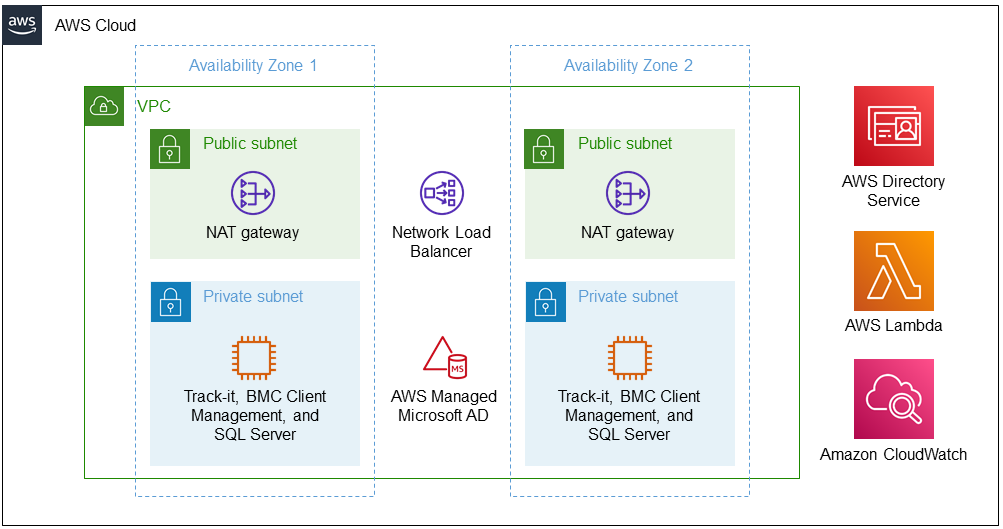 aws
AWS Cloud
Availability Zone 1
Availability Zone 2
VPC
Public subnet
NAT gateway
Network Load
Balancer
Public subnet
NAT gateway
Private subnet
Track-it, BMC Client
Management, and
SQL Server
MS
AWS Managed
Microsoft AD
Private subnet
Track-it, BMC Client
Management, and
SQL Server
AWS Directory
Service
AWS Lambda
Amazon CloudWatch